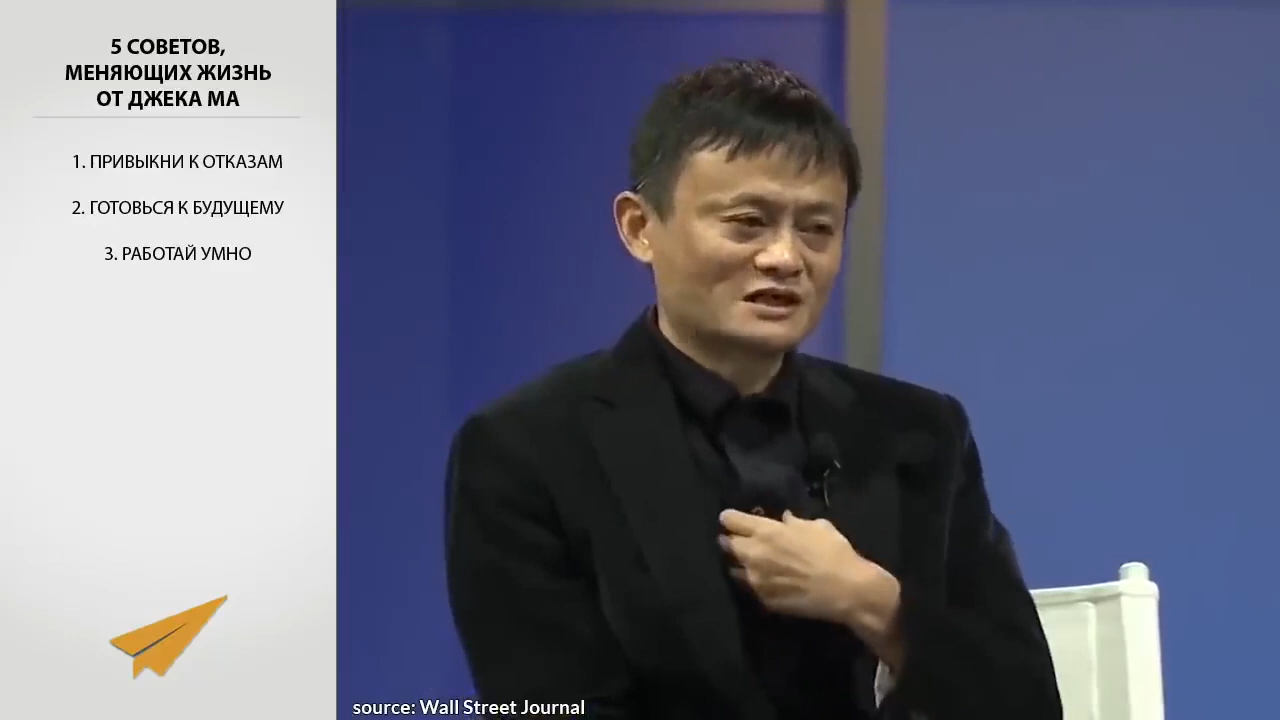 5 СОВЕТОВ,
МЕНЯЮЩИХ ЖИЗНЬ
ОТ ДЖЕКА МА
1. ПРИВЫКНИ К ОТКАЗАМ
2. ГОТОВЬСЯ К БУДУЩЕМУ
3. РАБОТАЙ УМНО
source: Wall Street Journal